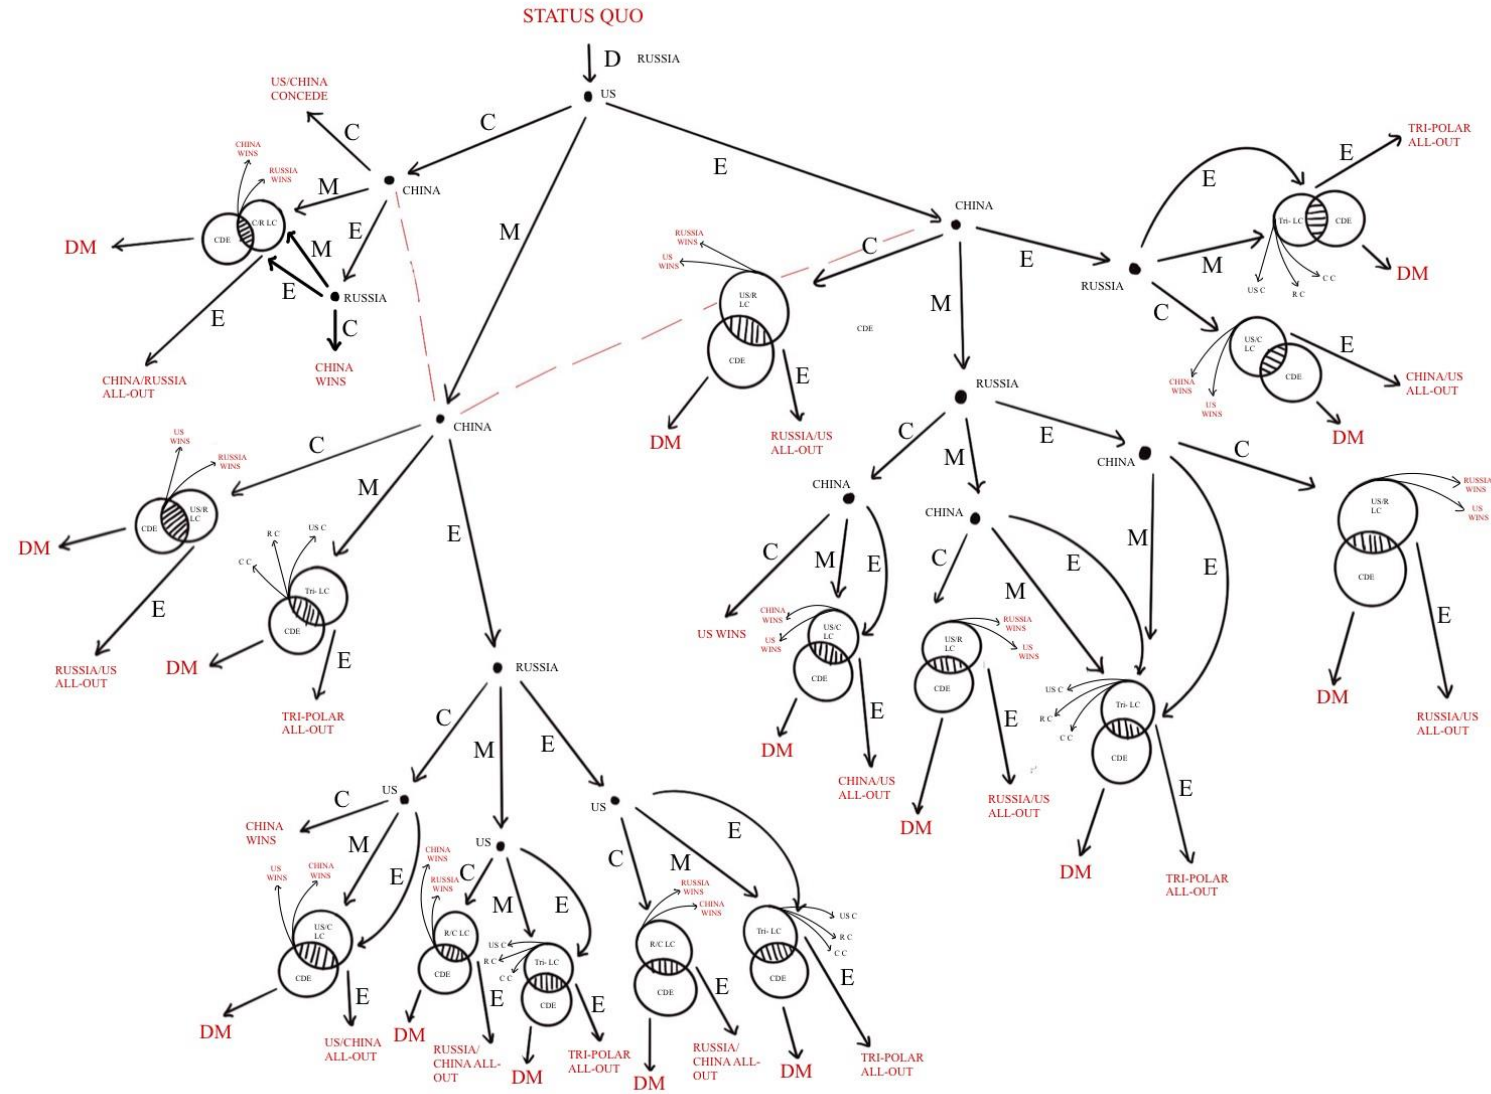 STATUS QUO
D RUSSIA
US
US/CHINA
CONCEDE
C
C
E
CHINA
WINS
RUSSIA
WINS
M
CHINA
C/R LC
CDE
DM
M
E
E
RUSSIA
C
E
CHINA
WINS
CHINA/RUSSIA
ALL-OUT
M
CHINA
RUSSIA
WINS
US
WINS
C
US/R
LC
CDE
CDE
E
DM
RUSSIA/US
ALL-OUT
M
E
RUSSIA
E
M
C
Tri- LC
CDE
E
TRI-POLAR
ALL-OUT
US C
R C
C C
DM
US/C
LC
CDE
E
CHINA
WINS
US
WINS
CHINA/US
ALL-OUT
DM
CHINA
C
M
E
US
WINS
RUSSIA
WINS
CDE
US/R
LC
DM
E
RUSSIA/US
ALL-OUT
C C
R C
US C
Tri- LC
CDE
DM
E
TRI-POLAR
ALL-OUT
RUSSIA
C
M
E
CHINA
C
M
E
US WINS
CHINA
WINS
US
WINS
US/C
LC
CDE
DM
E
CHINA/US
ALL-OUT
CHINA
C
M
E
US/R
LC
CDE
RUSSIA
WINS
US
WINS
DM
E
RUSSIA/US
ALL-OUT
CHINA
C
M
E
US C
R C
C C
Tri- LC
CDE
DM
E
TRI-POLAR
ALL-OUT
US/R
LC
CDE
RUSSIA
WINS
US
WINS
DM
E
RUSSIA/US
ALL-OUT
RUSSIA
C
M
E
US
C
M
E
CHINA
WINS
US
WINS
CHINA
WINS
US/C
LC
CDE
DM
E
US/CHINA
ALL-OUT
US
C
M
E
CHINA
WINS
RUSSIA
WINS
R/C LC
CDE
DM
E
RUSSIA/
CHINA ALL-
OUT
US C
R C
C C
Tri- LC
CDE
DM
E
TRI-POLAR
ALL-OUT
US
C
M
E
RUSSIA
WINS
CHINA
WINS
R/C LC
CDE
DM
E
RUSSIA/
CHINA ALL-
OUT
Tri- LC
CDE
US C
R C
C C
DM
E
TRI-POLAR
ALL-OUT